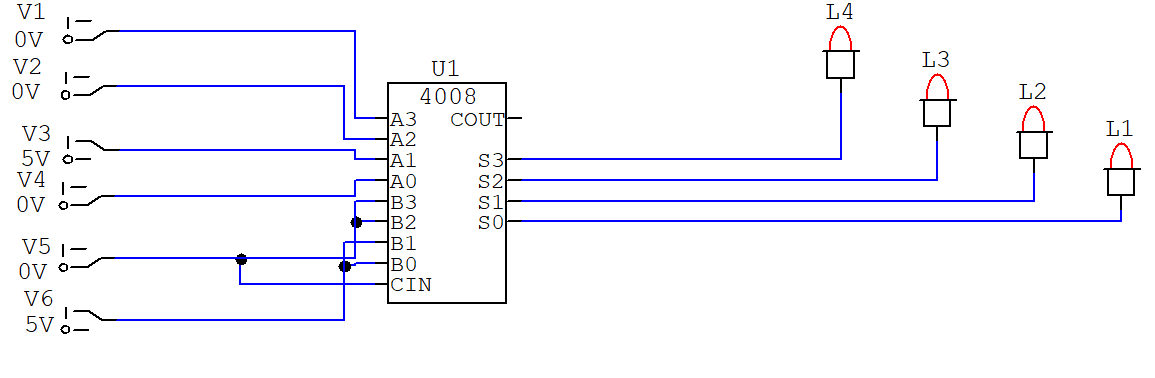 V1
0V
V2
0V
V3
5V
V4
0V
V5
0V
V6
5V
U1
4008
A3
A2
A1
A0
B3
B2
B1
B0
CIN
COUT
S3
S2
S1
S0
L4
L3
L2
L1